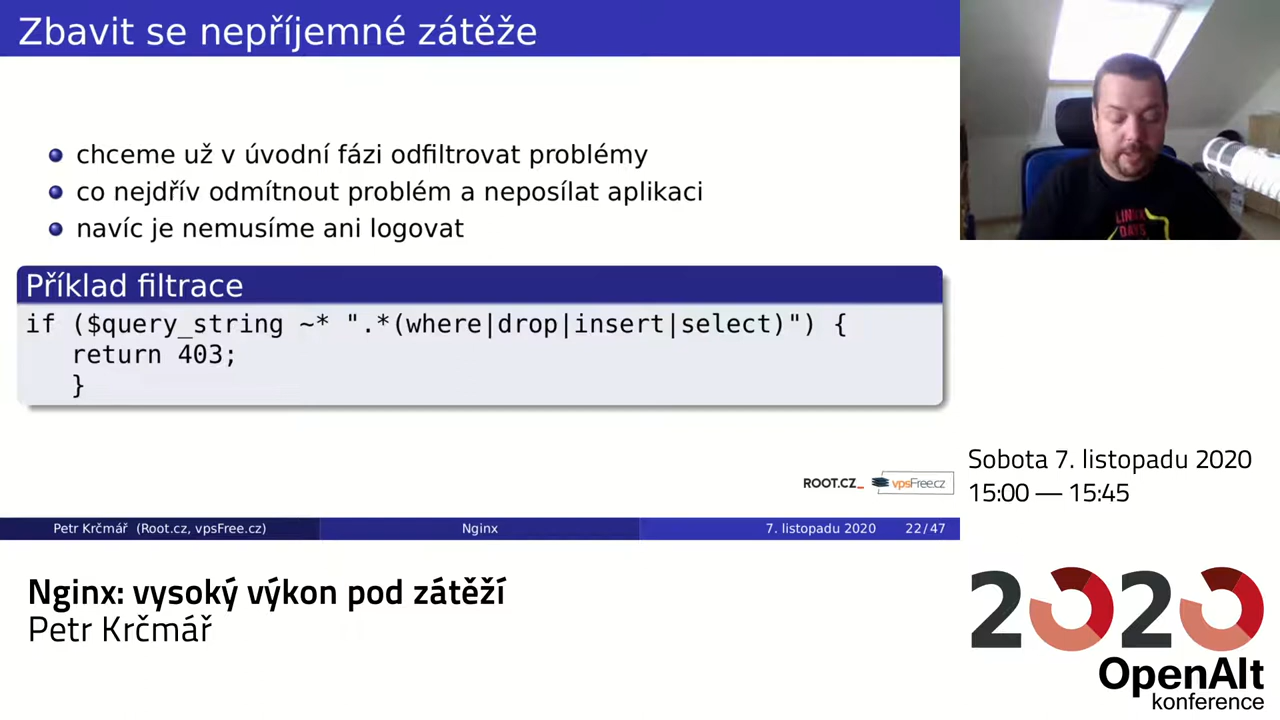 Zbavit se nepříjemné zátěže
chceme už v úvodní fázi odfiltrovat problémy
co nejdřív odmítnout problém a neposílat aplikaci
navíc je nemusíme ani logovat
Příklad filtrace
if ($query_string ~* ".*(where|drop|insert|select)") {
return 403;
}
ROOT.CZ_ vpsFree.cz
Petr Krčmář (Root.cz, vpsFree.cz) Nginx 7. listopadu 2020 22/47
LINUX
DAYS
Sobota 7. listopadu 2020
15:00 — 15:45
Nginx: vysoký výkon pod zátěží
Petr Krčmář
2020
OpenAlt
konference